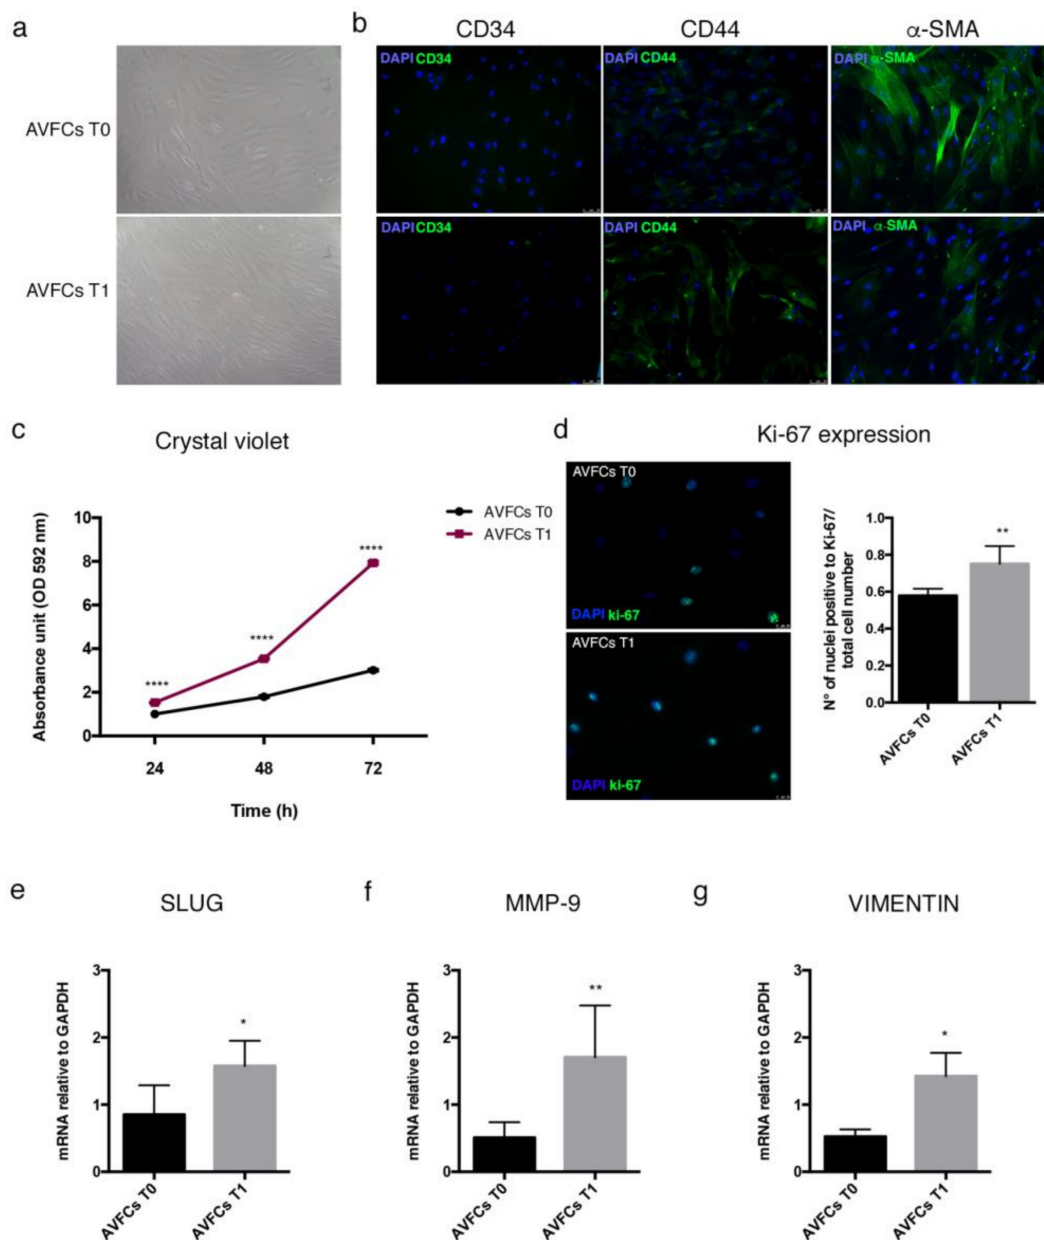 a
AVFCs T0
AVFCs T1
b
CD34
CD44
α-SMA
DAPI CD34
DAPI CD44
DAPI α-SMA
DAPI CD34
DAPI CD44
DAPI α-SMA
c
Crystal violet
Absorbance unit (OD 592 nm)
10
8
6
4
2
0
****
****
****
24
48
72
Time (h)
AVFCs T0
AVFCs T1
d
Ki-67 expression
AVFCs T0
DAPI ki-67
AVFCs T1
DAPI ki-67
N° of nuclei positive to Ki-67/
total cell number
1.0
0.8
0.6
0.4
0.2
0.0
**
AVFCs T0
AVFCs T1
e
SLUG
mRNA relative to GAPDH
3
2
1
0
*
AVFCs T0
AVFCs T1
f
MMP-9
mRNA relative to GAPDH
3
2
1
0
**
AVFCs T0
AVFCs T1
g
VIMENTIN
mRNA relative to GAPDH
3
2
1
0
*
AVFCs T0
AVFCs T1